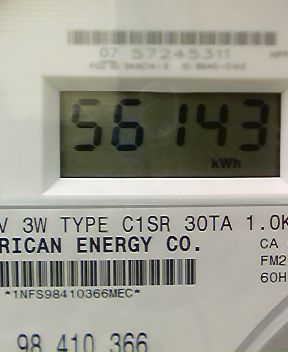 07 57245311
56143
kWh
V 3W TYPE C1SR 30TA 1.0K
RICAN ENERGY CO.
CA
FM2
*1NFS98410366MEC*
60H
98 410 366